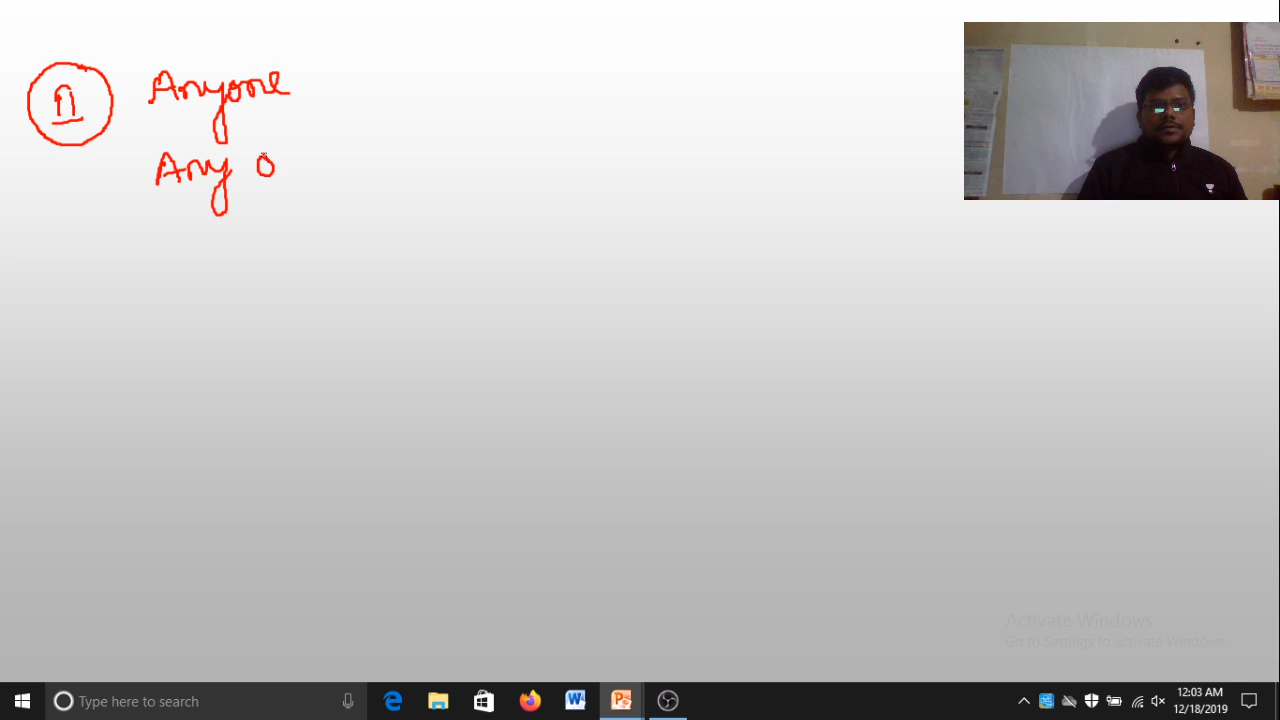 Anyone
Any o
Activate Windows
Go to Settings to activate Windows.
Type here to search
12:03 AM
12/18/2019